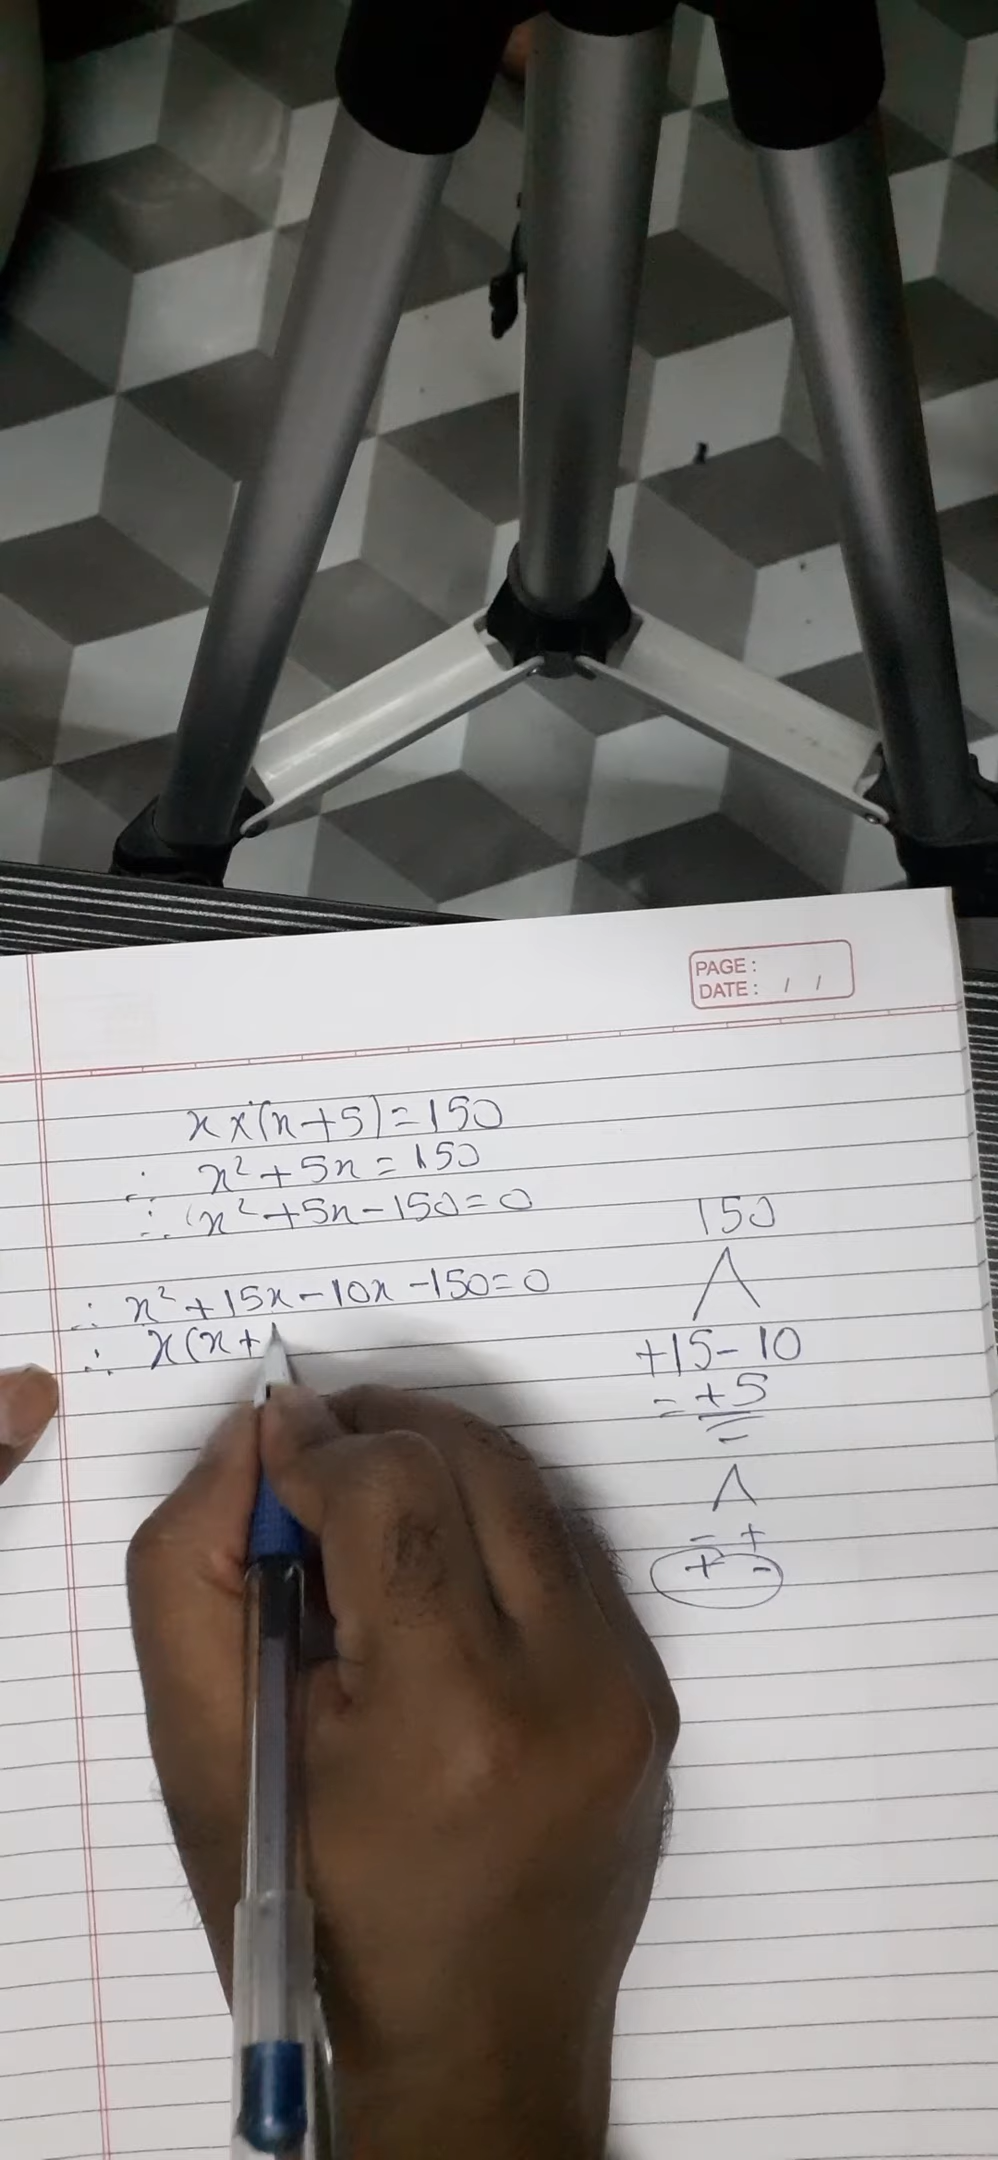 PAGE :
DATE : / /
x×(x+5)=150
∴ x²+5x=150
∴ x²+5x-150=0
∴ x²+15x-10x-150=0
∴ x(x+1
150
+15-10
=+5
- +
+ -